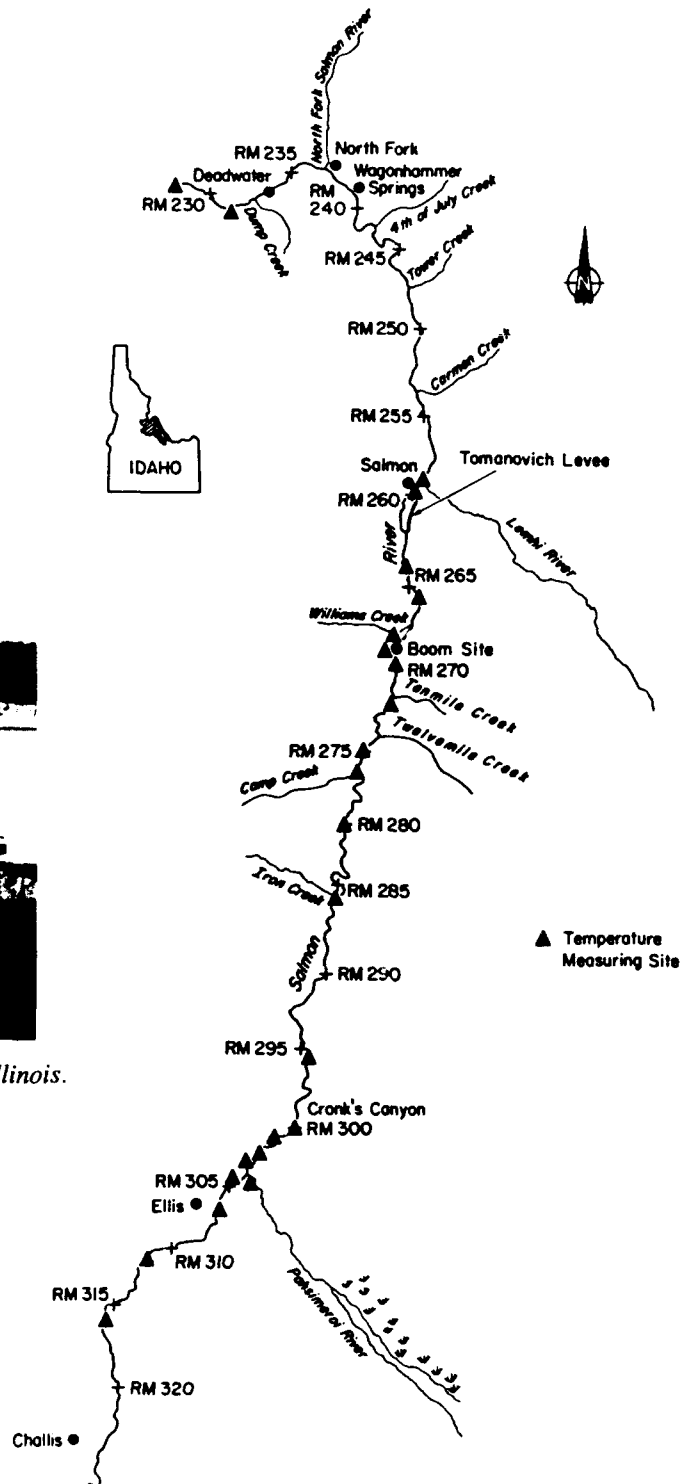 North Fork Salmon River
RM 235
North Fork
Deadwater
Wagonhammer
Springs
RM 230
RM
240
4th of July Creek
Dump Creek
RM 245
Tower Creek
N
RM 250
Carmen Creek
RM 255
IDAHO
Salmon
Tomanovich Levee
RM 260
River
Lemhi River
RM 265
Williams Creek
Boom Site
RM 270
Tenmile Creek
Twelvemile Creek
RM 275
Camp Creek
RM 280
Iron Creek
RM 285
Temperature
Measuring Site
Salmon
RM 290
RM 295
llinois.
Cronk's Canyon
RM 300
RM 305
Ellis
RM 310
Pahsimeroi River
RM 315
RM 320
Challis